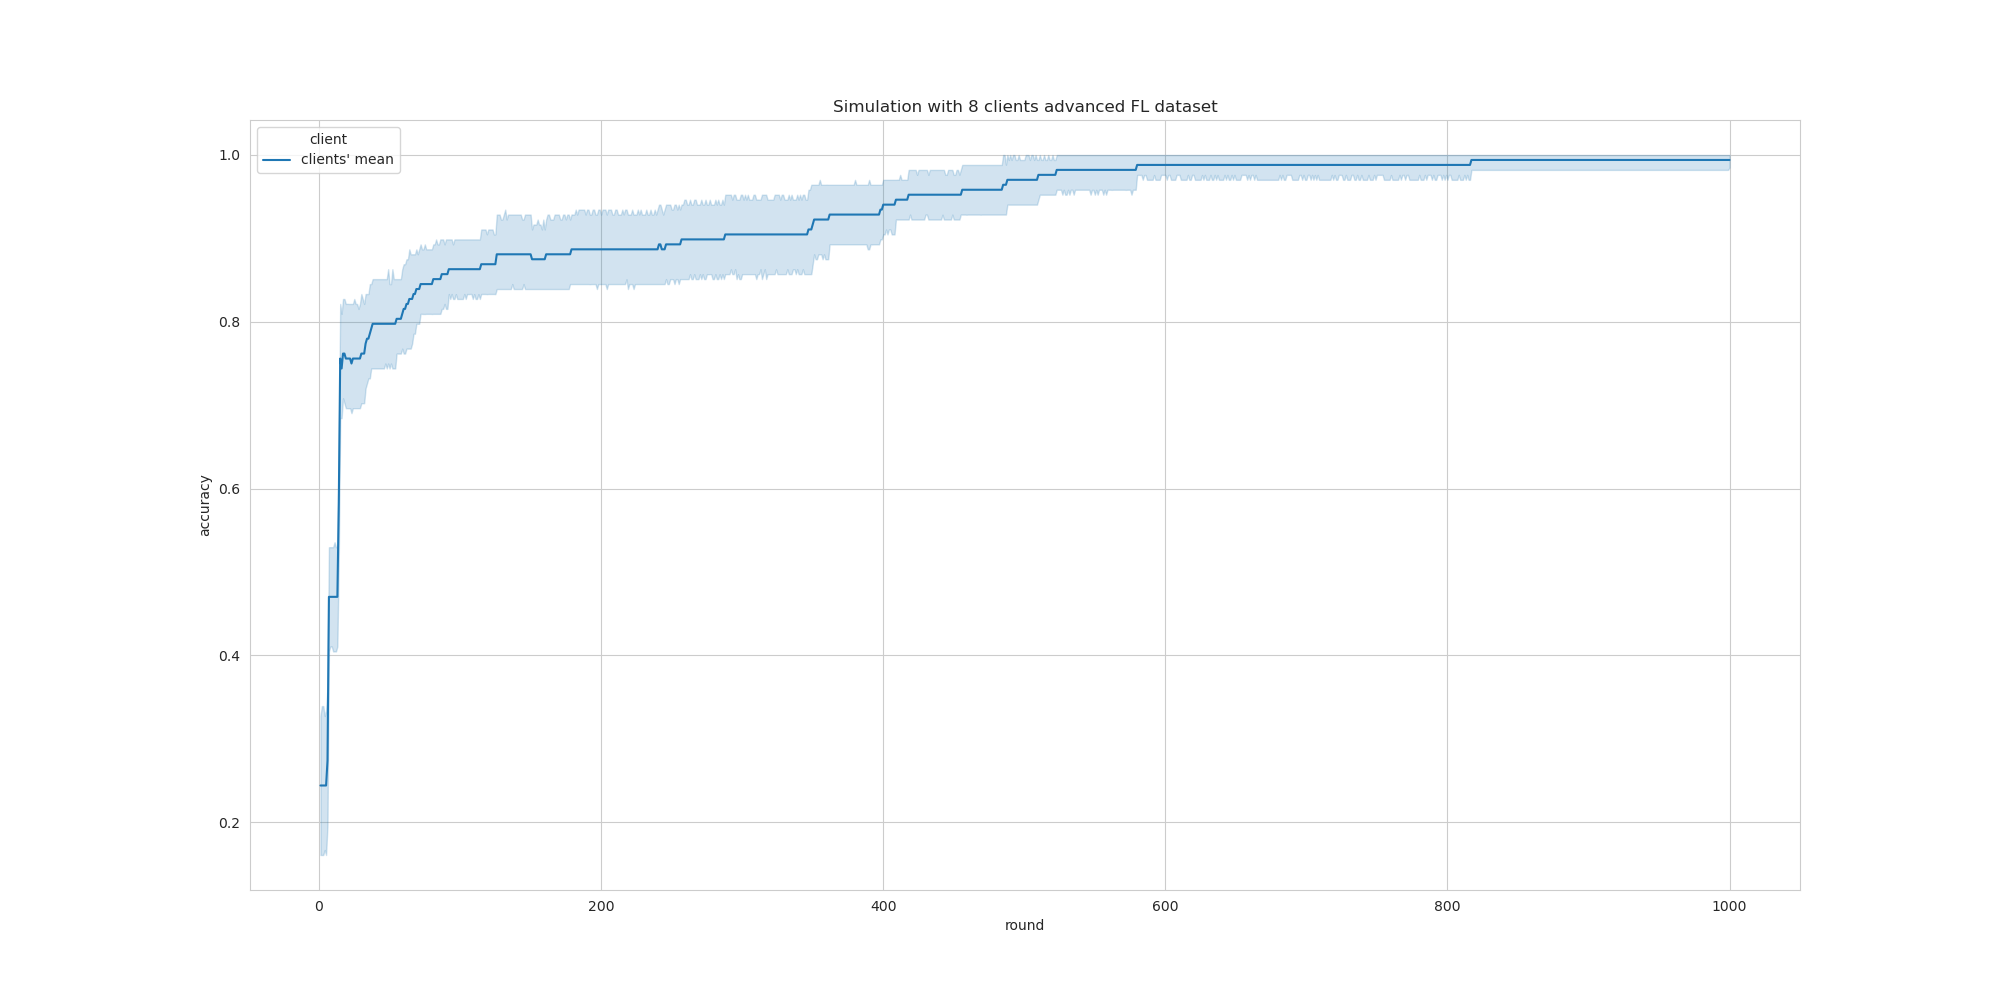 Simulation with 8 clients advanced FL dataset
client
clients' mean
1.0
0.8
0.6
0.4
0.2
accuracy
0 200 400 600 800 1000
round